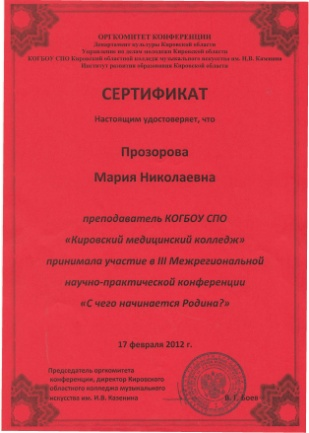 ОРГКОМИТЕТ КОНФЕРЕНЦИИ
Департамент культуры Кировской области
Управление по делам молодежи Кировской области
КОГБОУ СПО Кировский областной колледж музыкального искусства им. И.В. Казенина
Институт развития образования Кировской области
СЕРТИФИКАТ
Настоящим удостоверяет, что
Прозорова
Мария Николаевна
преподаватель КОГБОУ СПО
«Кировский медицинский колледж»
принимала участие в III Межрегиональной
научно-практической конференции
«С чего начинается Родина?»
17 февраля 2012 г.
Председатель оргкомитета
конференции, директор Кировского
областного колледжа музыкального
искусства им. И.В. Казенина
В. Г. Боев